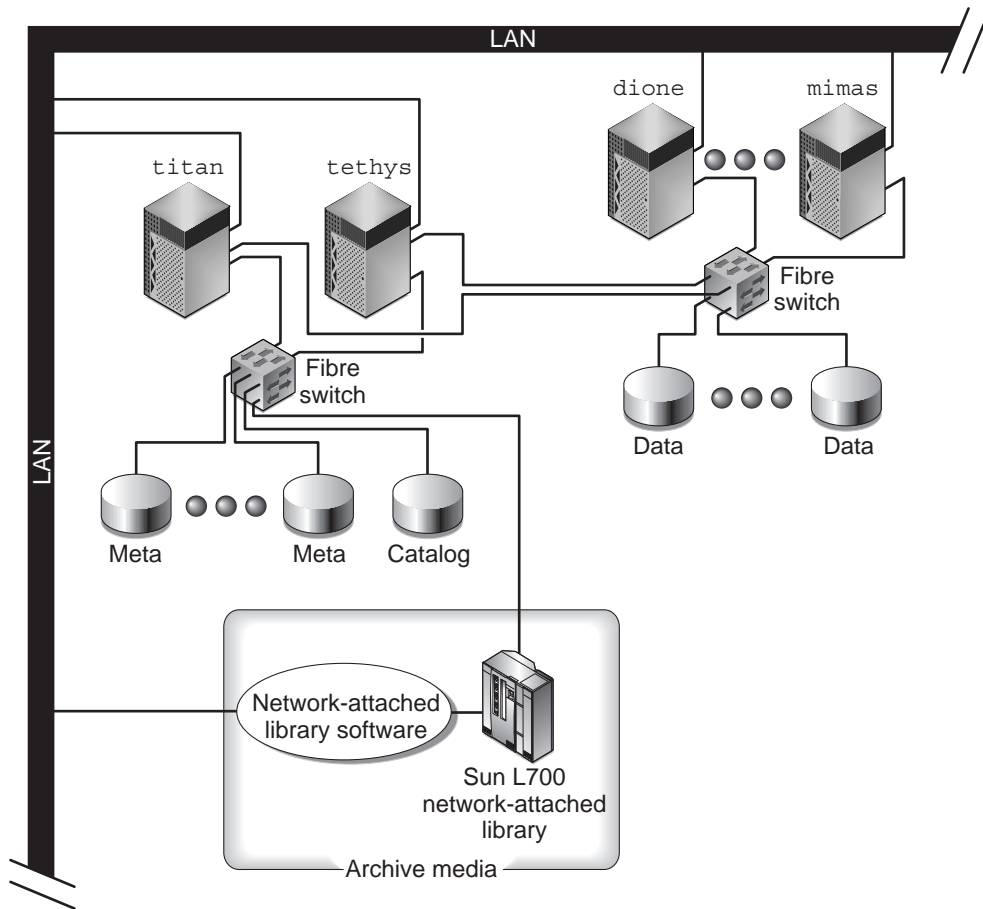 LAN
dione
mimas
titan
tethys
Fibre
switch
Fibre
switch
Data
Data
LAN
Meta
Meta
Catalog
Network-attached
library software
Sun L700
network-attached
library
Archive media